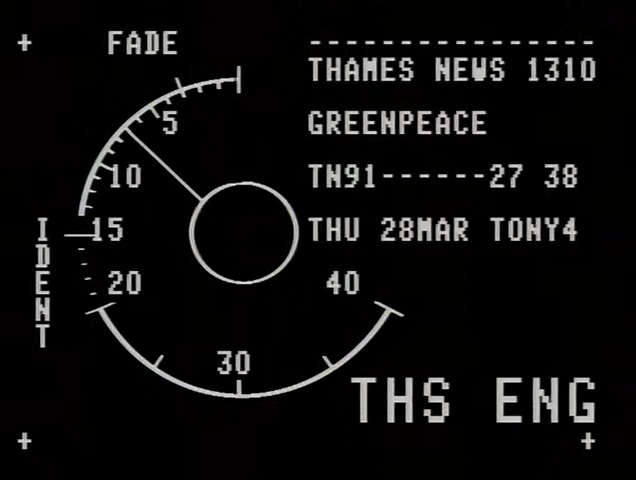 FADE
----------------
THAMES NEWS 1310
GREENPEACE
TN91------27 38
THU 28MAR TONY4
5
10
15
20
30
40
IDENT
THS ENG